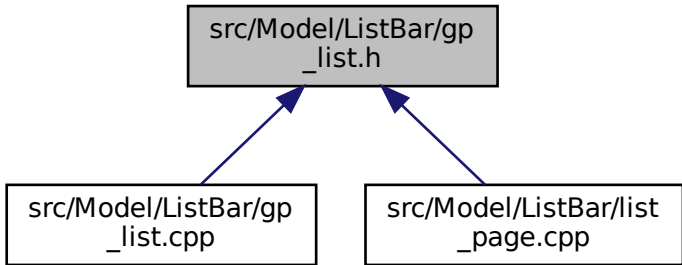 src/Model/ListBar/gp
_list.h
src/Model/ListBar/gp
_list.cpp
src/Model/ListBar/list
_page.cpp